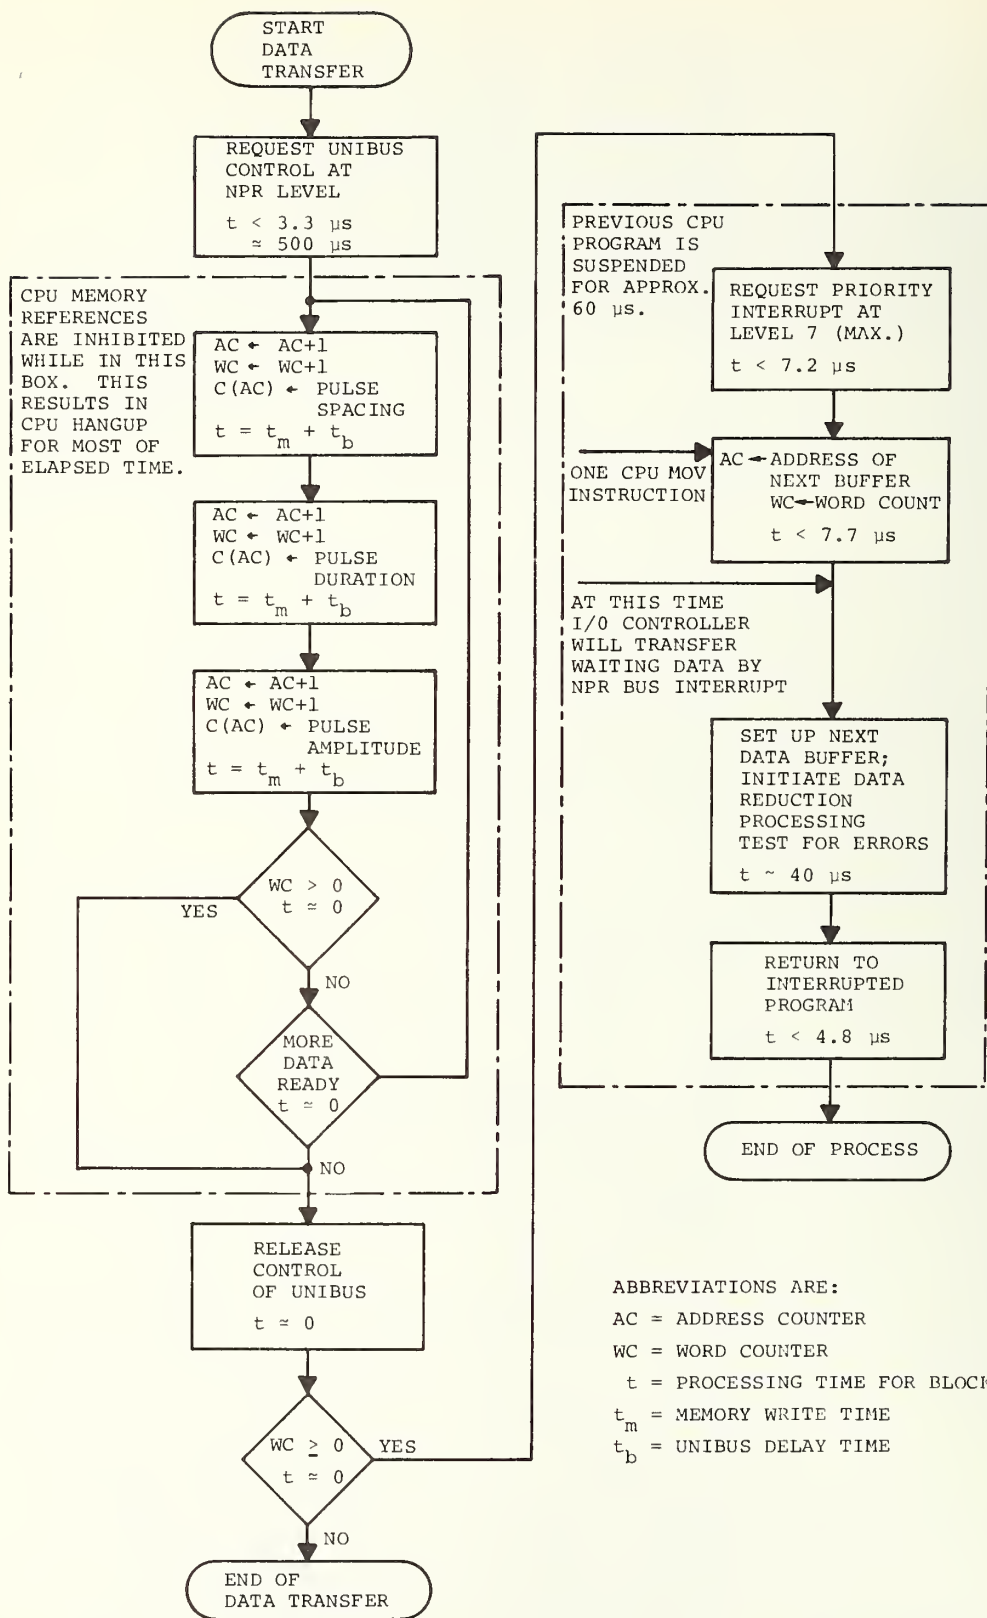 START
DATA
TRANSFER
REQUEST UNIBUS
CONTROL AT
NPR LEVEL
t < 3.3 µs
≃ 500 µs
CPU MEMORY
REFERENCES
ARE INHIBITED
WHILE IN THIS
BOX. THIS
RESULTS IN
CPU HANGUP
FOR MOST OF
ELAPSED TIME.
AC ← AC+1
WC ← WC+1
C(AC) ← PULSE
SPACING
t = t_m + t_b
AC ← AC+1
WC ← WC+1
C(AC) ← PULSE
DURATION
t = t_m + t_b
AC ← AC+1
WC ← WC+1
C(AC) ← PULSE
AMPLITUDE
t = t_m + t_b
WC > 0
t ≃ 0
YES
NO
MORE
DATA
READY
t ≃ 0
NO
RELEASE
CONTROL
OF UNIBUS
t ≃ 0
WC ≥ 0
t ≃ 0
YES
NO
END OF
DATA TRANSFER
PREVIOUS CPU
PROGRAM IS
SUSPENDED
FOR APPROX.
60 µs.
REQUEST PRIORITY
INTERRUPT AT
LEVEL 7 (MAX.)
t < 7.2 µs
ONE CPU MOV
INSTRUCTION
AC←ADDRESS OF
NEXT BUFFER
WC←WORD COUNT
t < 7.7 µs
AT THIS TIME
I/O CONTROLLER
WILL TRANSFER
WAITING DATA BY
NPR BUS INTERRUPT
SET UP NEXT
DATA BUFFER;
INITIATE DATA
REDUCTION
PROCESSING
TEST FOR ERRORS
t ~ 40 µs
RETURN TO
INTERRUPTED
PROGRAM
t < 4.8 µs
END OF PROCESS
ABBREVIATIONS ARE:
AC = ADDRESS COUNTER
WC = WORD COUNTER
t = PROCESSING TIME FOR BLOCK
t_m = MEMORY WRITE TIME
t_b = UNIBUS DELAY TIME